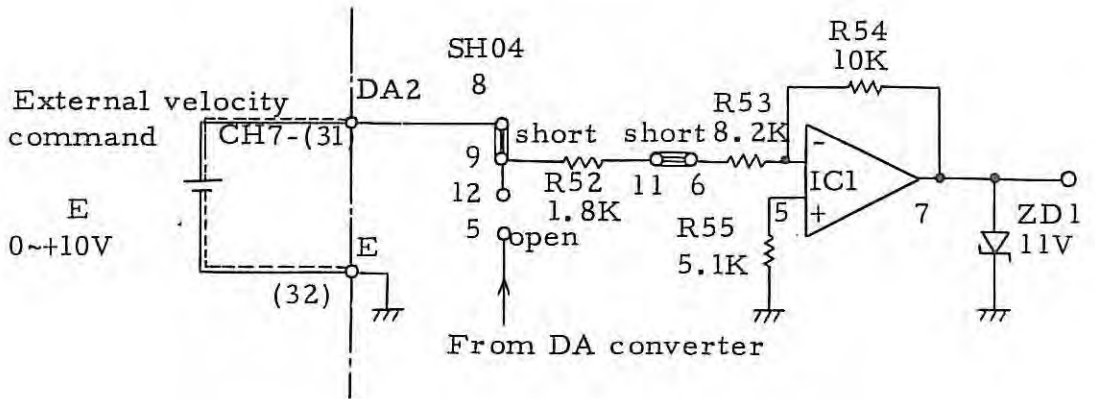 SH04
8
DA2
External velocity
command
CH7-(31)
short
9
12
5
open
R52
1.8K
short
11
6
R53
8.2K
R54
10K
-
IC1
+
5
7
R55
5.1K
ZD1
11V
E
0~+10V
E
(32)
From DA converter